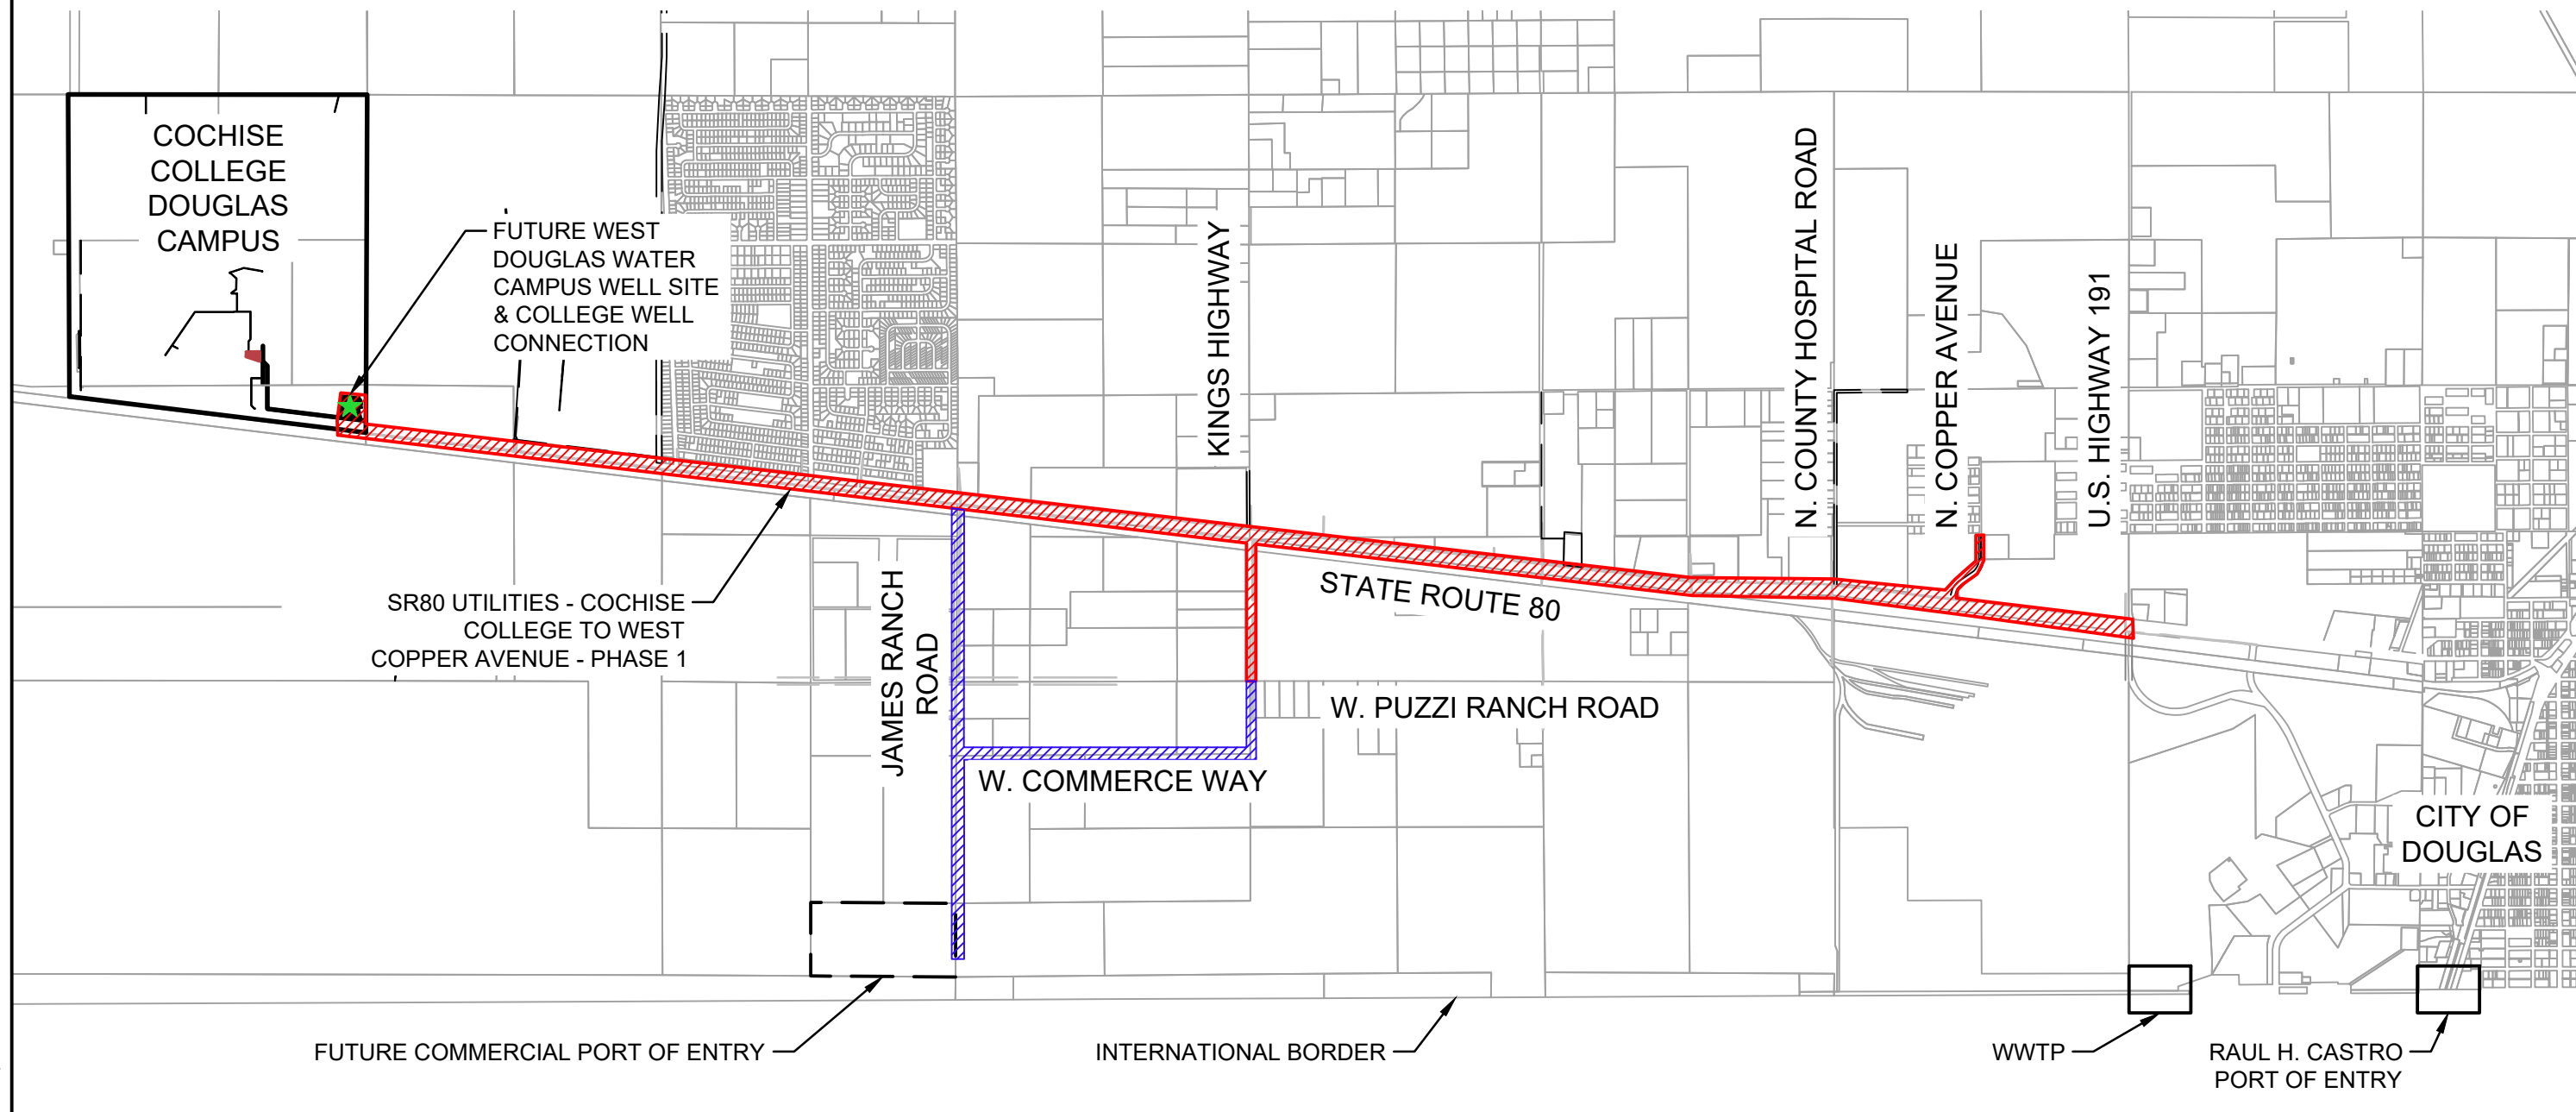 COCHISE
COLLEGE
DOUGLAS
CAMPUS
FUTURE WEST
DOUGLAS WATER
CAMPUS WELL SITE
& COLLEGE WELL
CONNECTION
KINGS HIGHWAY
N. COUNTY HOSPITAL ROAD
N. COPPER AVENUE
U.S. HIGHWAY 191
SR80 UTILITIES - COCHISE
COLLEGE TO WEST
COPPER AVENUE - PHASE 1
JAMES RANCH
ROAD
STATE ROUTE 80
W. PUZZI RANCH ROAD
W. COMMERCE WAY
CITY OF
DOUGLAS
FUTURE COMMERCIAL PORT OF ENTRY
INTERNATIONAL BORDER
WWTP
RAUL H. CASTRO
PORT OF ENTRY